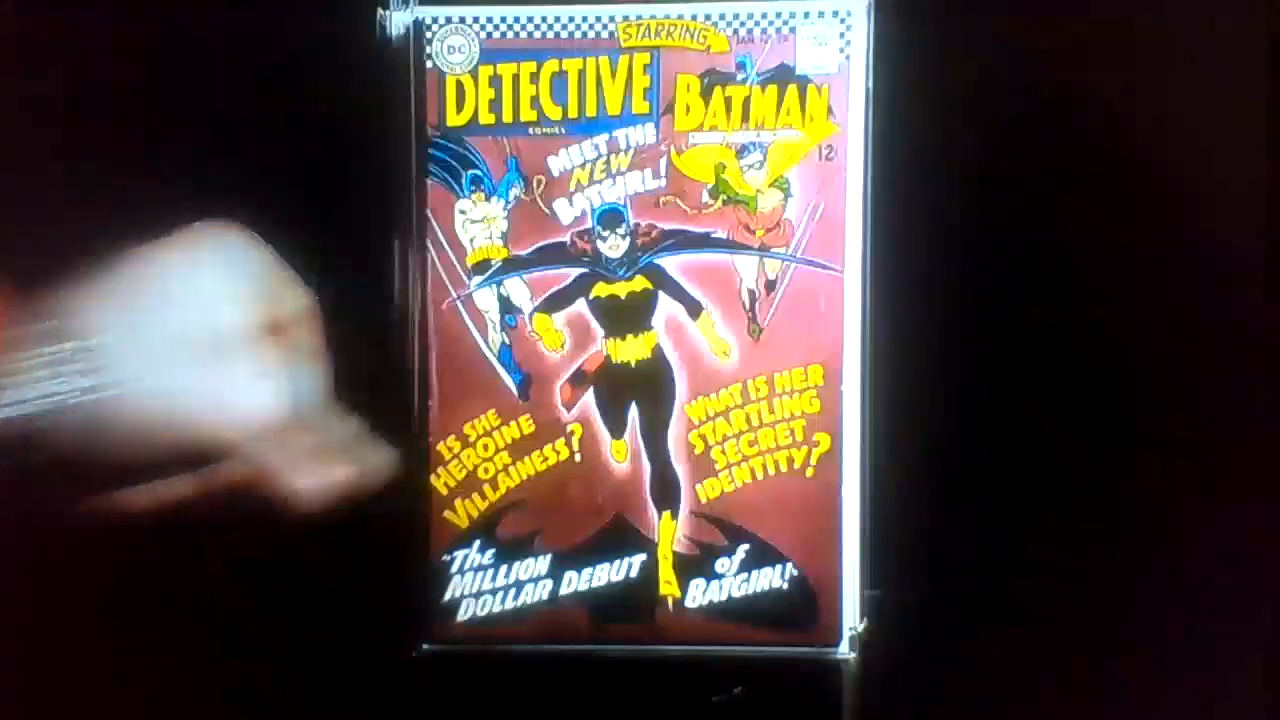 STARRING
DC
DETECTIVE
BATMAN
12
MEET THE
NEW
BATGIRL!
IS SHE
HEROINE
OR
VILLAINESS?
WHAT IS HER
STARTLING
SECRET
IDENTITY?
"The
MILLION
DOLLAR DEBUT
of
BATGIRL!"